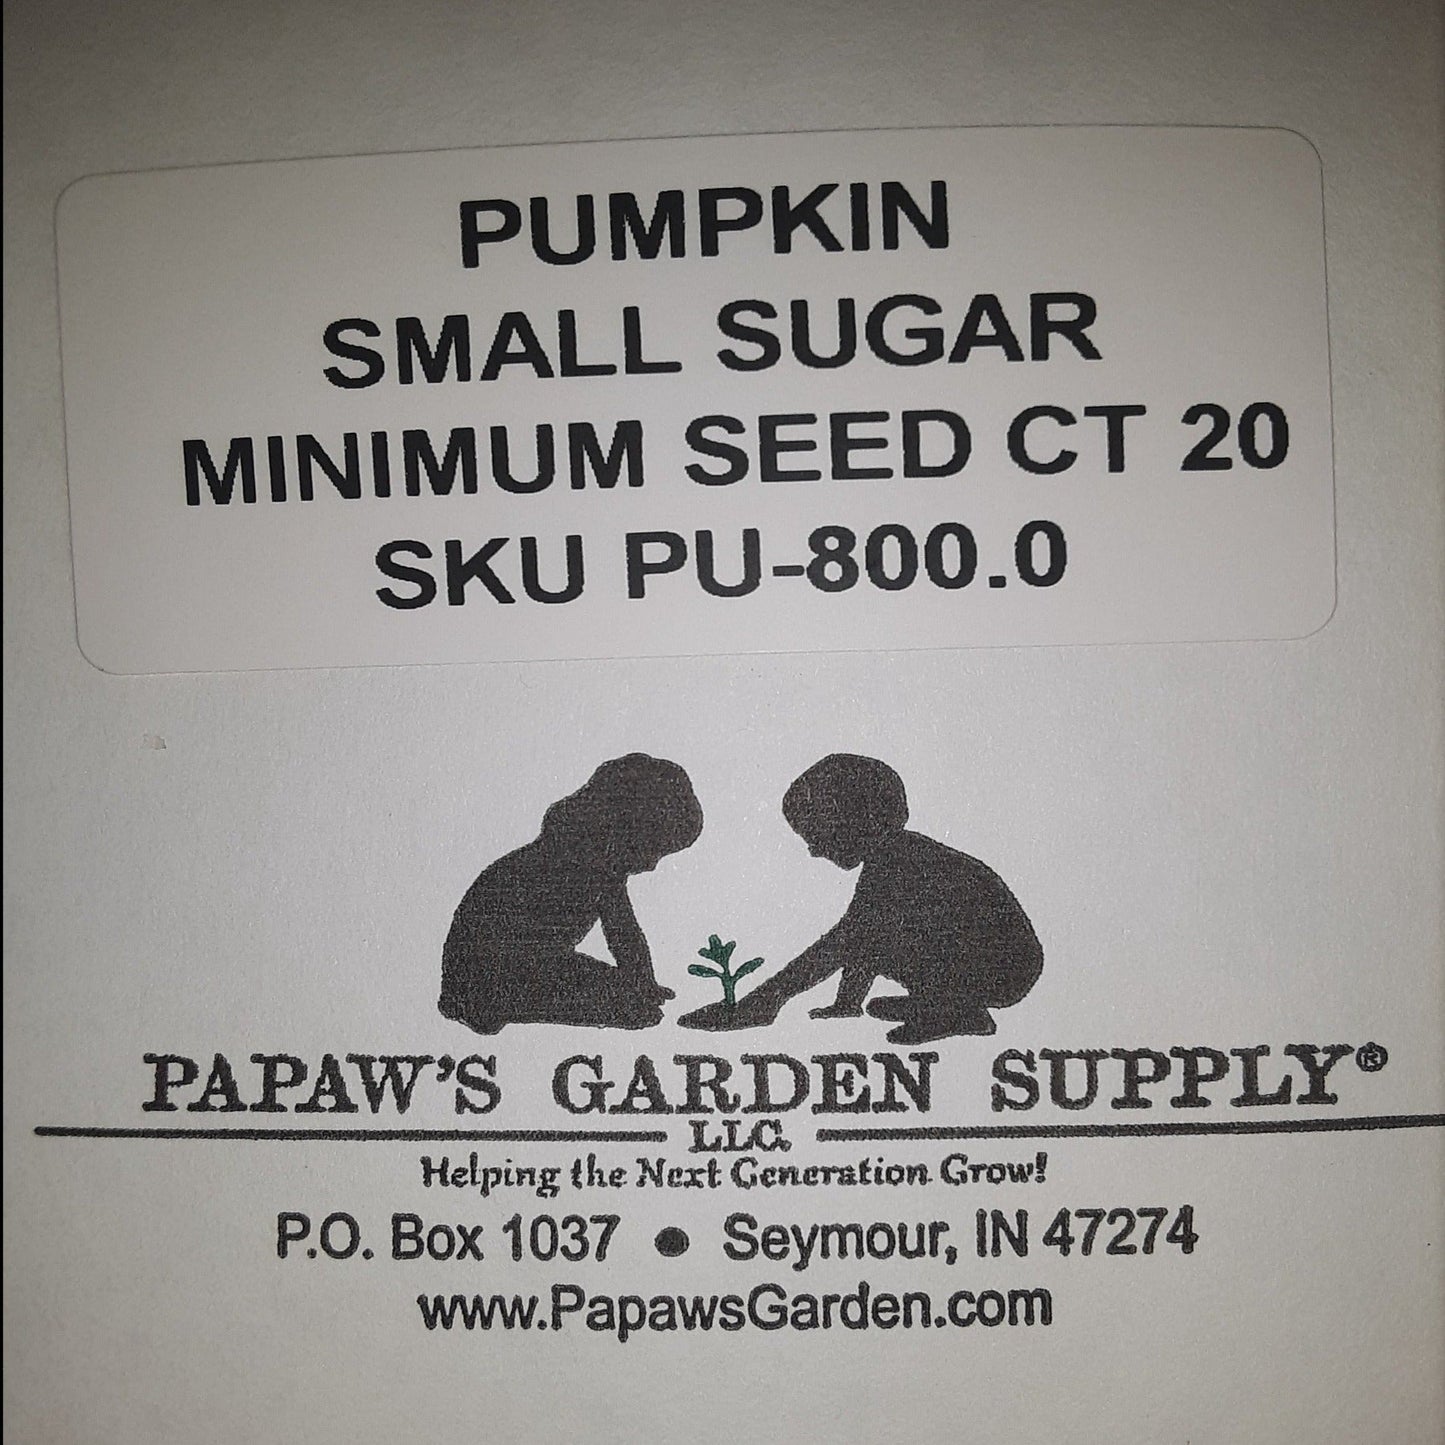 PUMPKIN
SMALL SUGAR
MINIMUM SEED CT 20
SKU PU-800.0
PAPAW'S GARDEN SUPPLY®
LLC.
Helping the Next Generation Grow!
P.O. Box 1037 ● Seymour, IN 47274
www.PapawsGarden.com